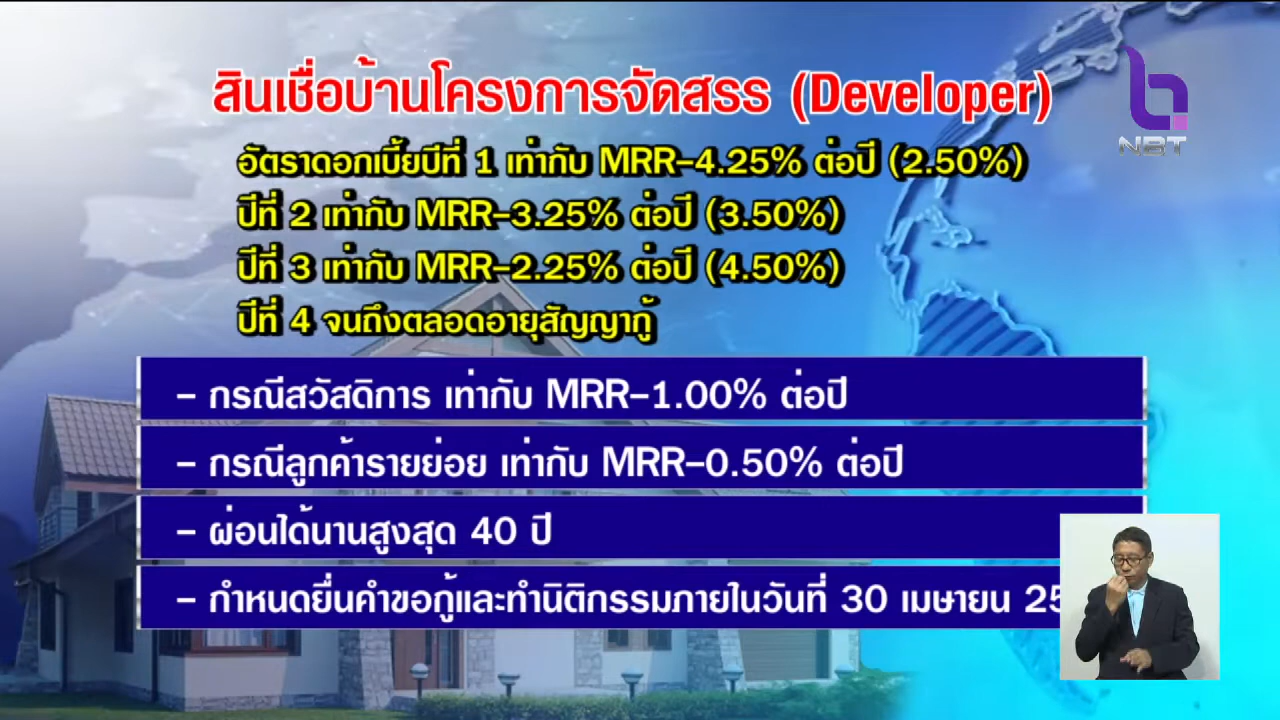 สินเชื่อบ้านโครงการจัดสรร (Developer)
NBT
อัตราดอกเบี้ยปีที่ 1 เท่ากับ MRR-4.25% ต่อปี (2.50%)
ปีที่ 2 เท่ากับ MRR-3.25% ต่อปี (3.50%)
ปีที่ 3 เท่ากับ MRR-2.25% ต่อปี (4.50%)
ปีที่ 4 จนถึงตลอดอายุสัญญากู้
- กรณีสวัสดิการ เท่ากับ MRR-1.00% ต่อปี
- กรณีลูกค้ารายย่อย เท่ากับ MRR-0.50% ต่อปี
- ผ่อนได้นานสูงสุด 40 ปี
- กำหนดยื่นคำขอกู้และทำนิติกรรมภายในวันที่ 30 เมษายน